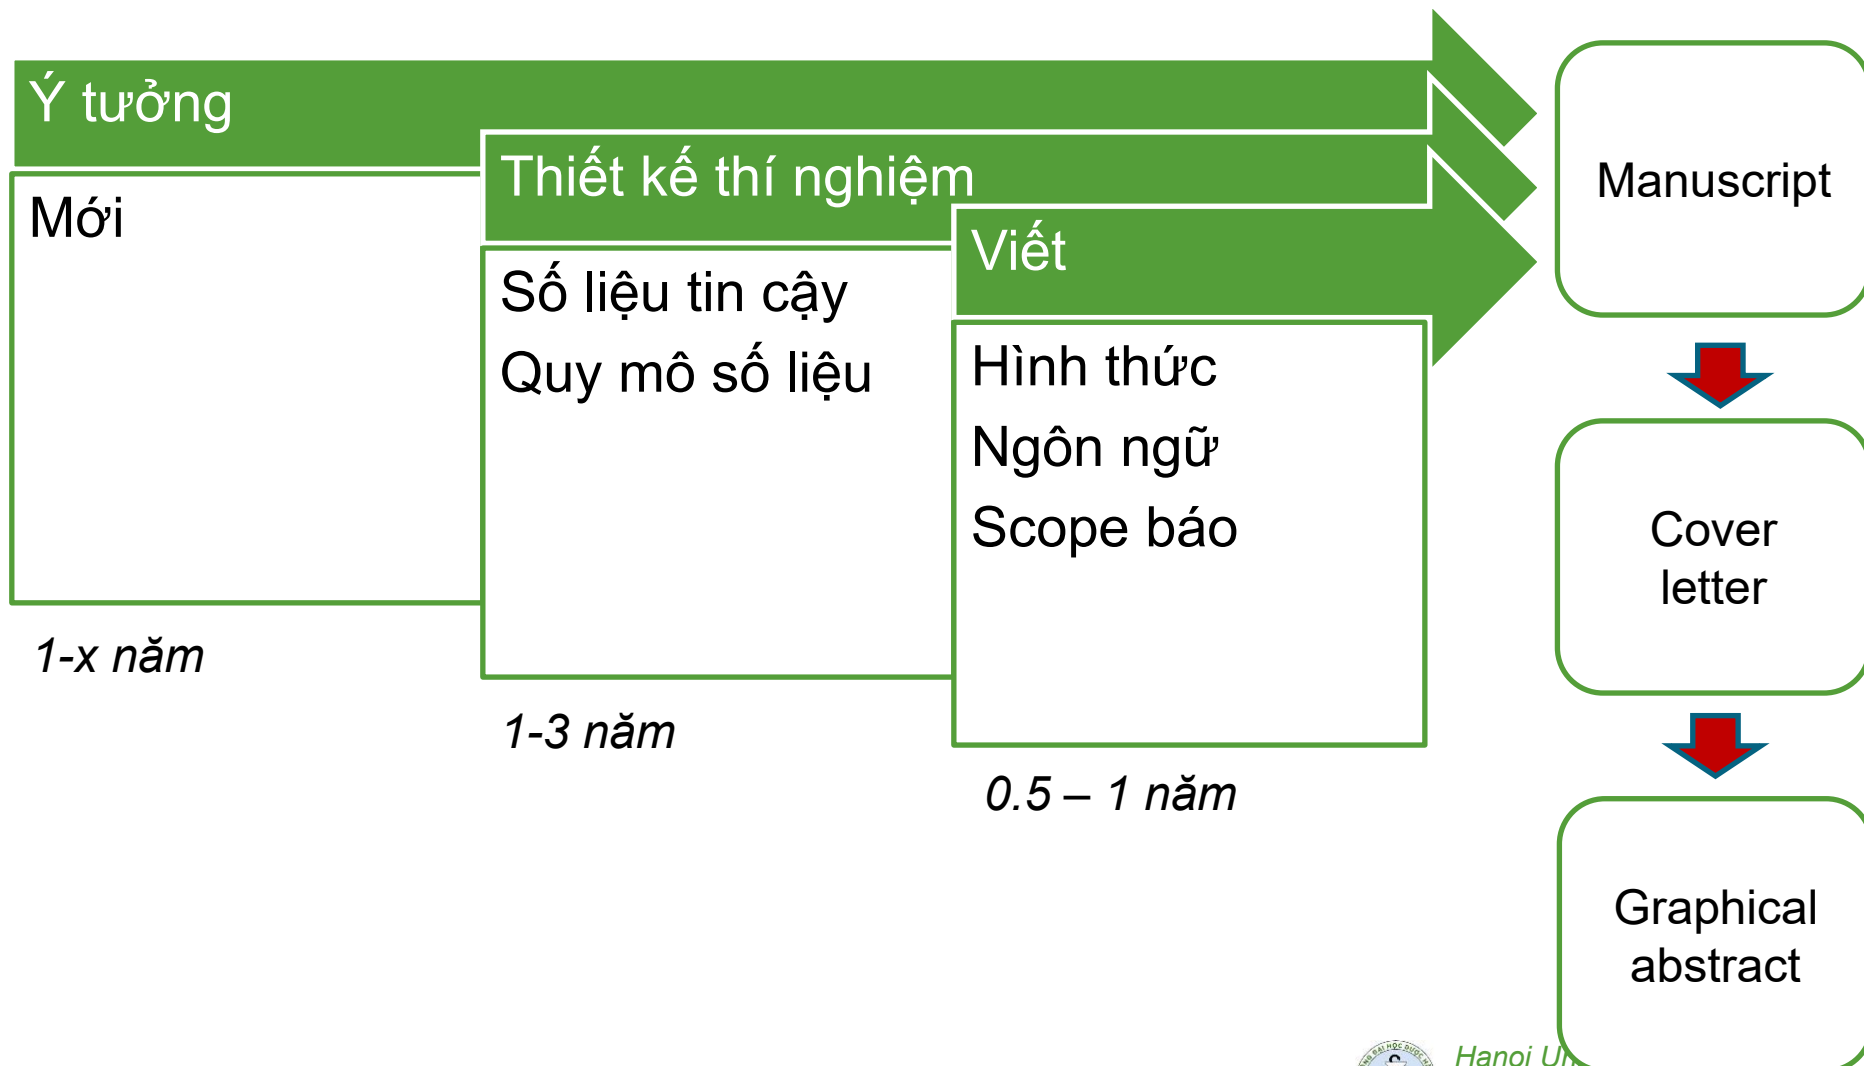 Ý tưởng
Mới
1-x năm
Thiết kế thí nghiệm
Số liệu tin cậy
Quy mô số liệu
1-3 năm
Viết
Hình thức
Ngôn ngữ
Scope báo
0.5 – 1 năm
Manuscript
Cover
letter
Graphical
abstract
Hanoi